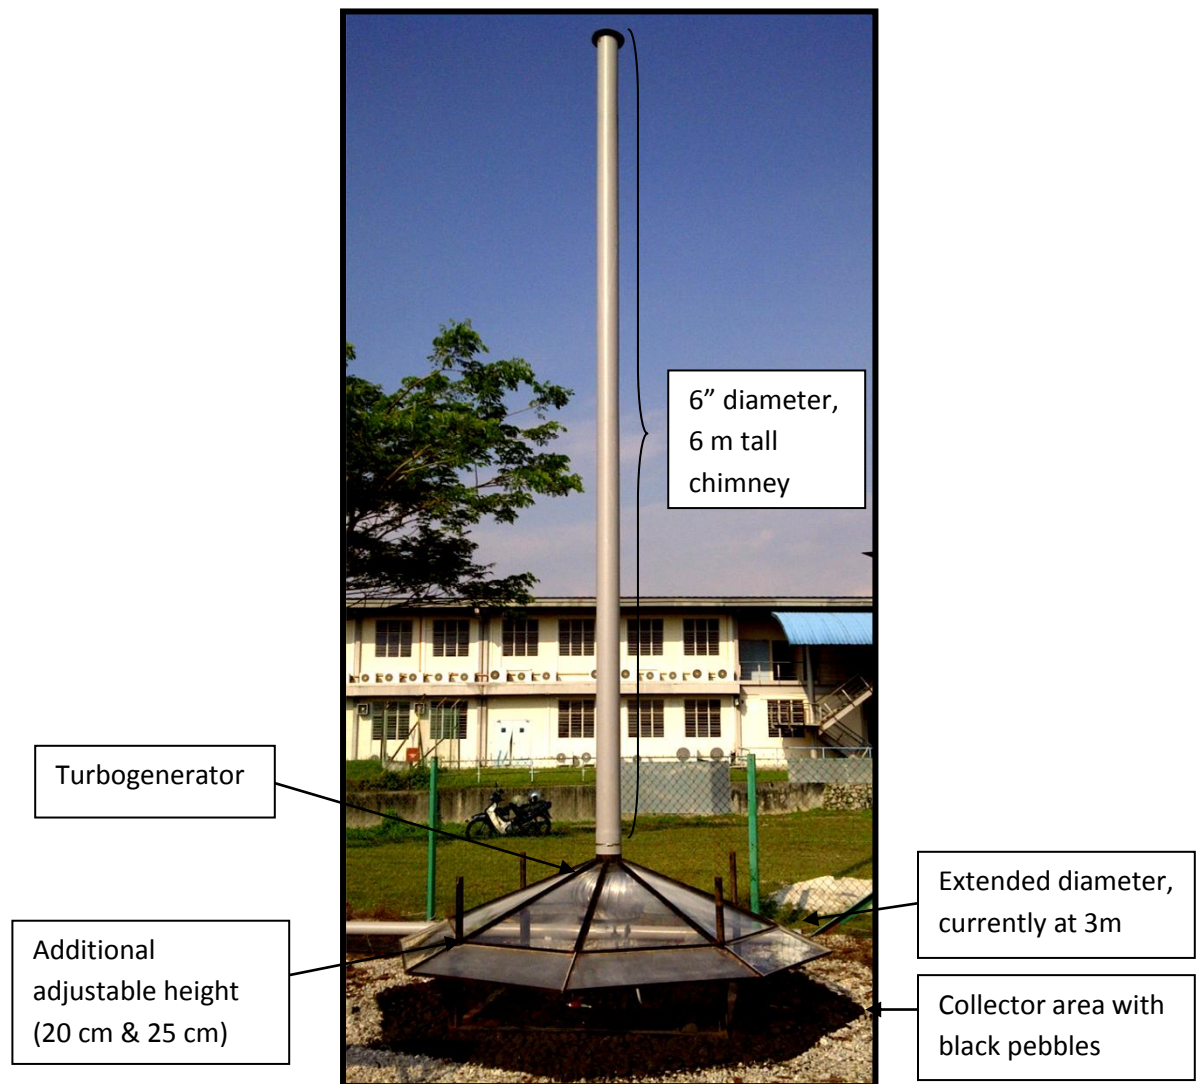 6” diameter,
6 m tall
chimney
Turbogenerator
Extended diameter,
currently at 3m
Additional
adjustable height
(20 cm & 25 cm)
Collector area with
black pebbles